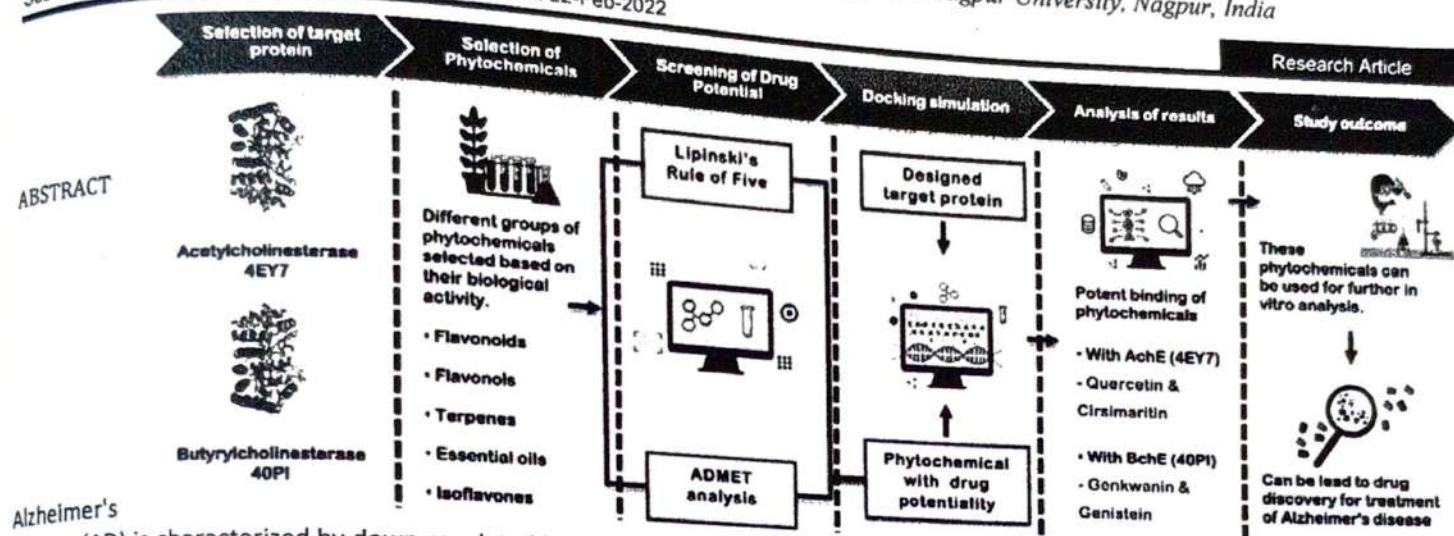 University, Nagpur, India
-Feb-2022
Research Article
ABSTRACT
Selection of target
protein
Acetylcholinesterase
4EY7
Butyrylcholinesterase
4OPI
Selection of
Phytochemicals
Different groups of
phytochemicals
selected based on
their biological
activity.
• Flavonoids
• Flavonols
• Terpenes
• Essential oils
• Isoflavones
Screening of Drug
Potential
Lipinski's
Rule of Five
ADMET
analysis
Docking simulation
Designed
target protein
Phytochemical
with drug
potentiality
Analysis of results
Potent binding of
phytochemicals
• With AchE (4EY7)
- Quercetin &
Cirsimaritin
• With BchE (4OPI)
- Genkwanin &
Genistein
Study outcome
These
phytochemicals can
be used for further in
vitro analysis.
Can be lead to drug
discovery for treatment
of Alzheimer's disease
Alzheimer's
(AD) is characterized by